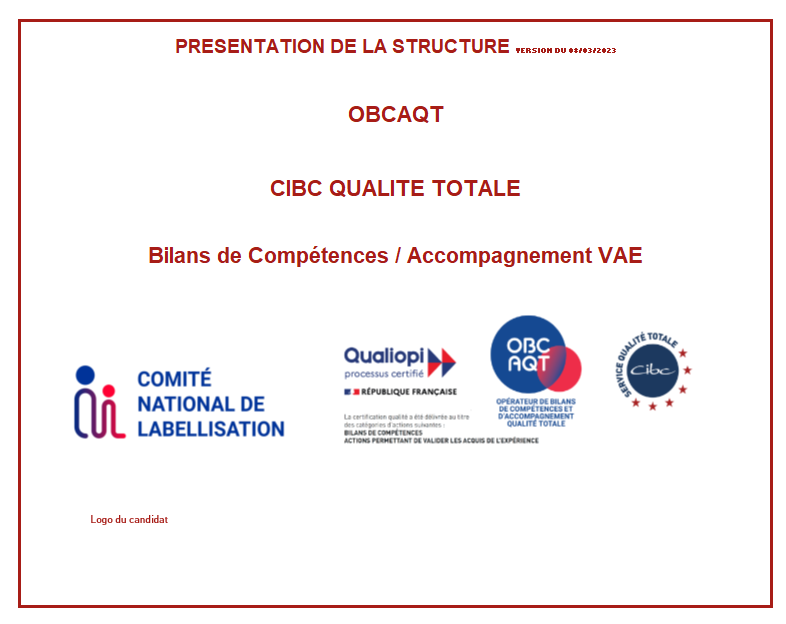 PRESENTATION DE LA STRUCTURE VERSION DU 08/03/2023
OBCAQT
CIBC QUALITE TOTALE
Bilans de Compétences / Accompagnement VAE
COMITÉ
NATIONAL DE
LABELLISATION
Qualiopi
processus certifié
RÉPUBLIQUE FRANÇAISE
La certification qualité a été délivrée au titre
des catégories d'actions suivantes :
BILANS DE COMPÉTENCES
ACTIONS PERMETTANT DE VALIDER LES ACQUIS DE L'EXPÉRIENCE
OBC
AQT
OPÉRATEUR DE BILANS
DE COMPÉTENCES ET
D'ACCOMPAGNEMENT
QUALITÉ TOTALE
SERVICE QUALITÉ TOTALE
cibc
Logo du candidat